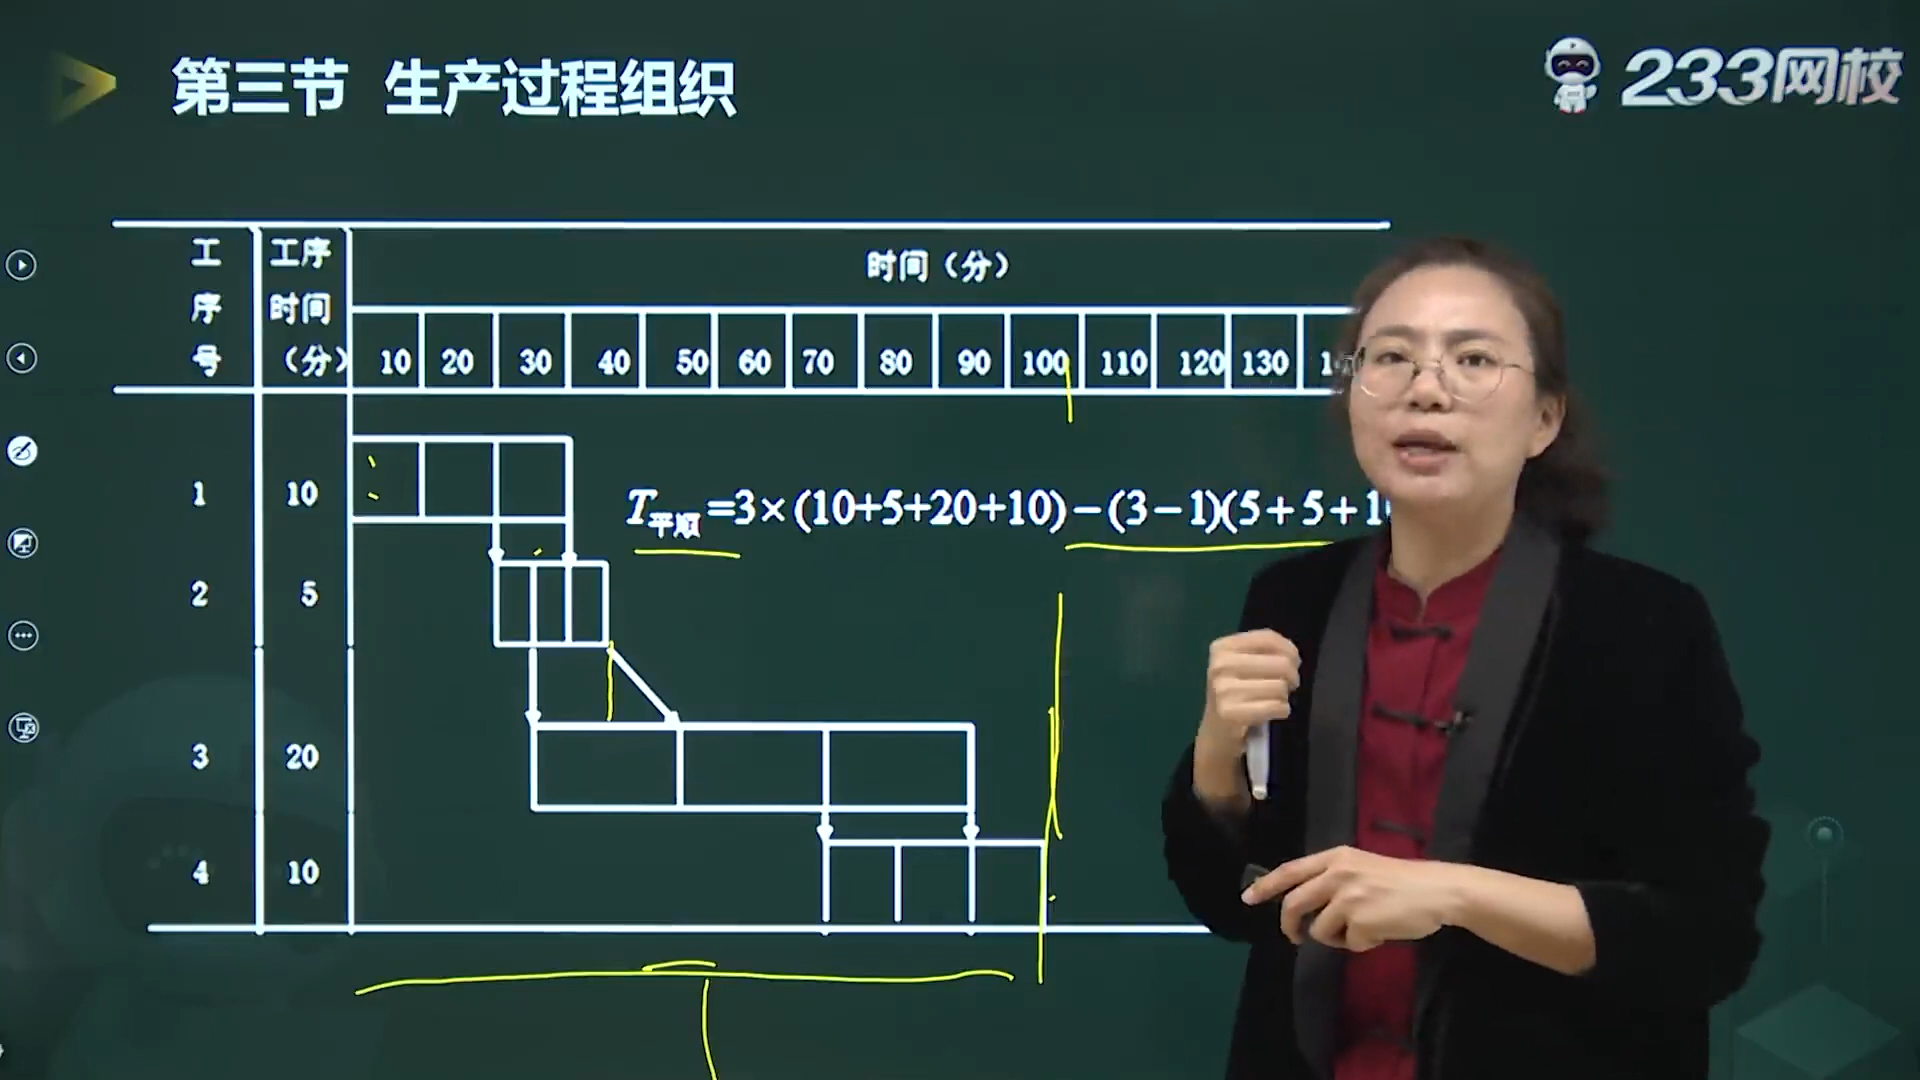 第三节 生产过程组织
233网校
工序号 工序时间（分） 时间（分）
10 20 30 40 50 60 70 80 90 100 110 120 130
1 10
T平顺=3×(10+5+20+10)−(3−1)(5+5+1
2 5
3 20
4 10